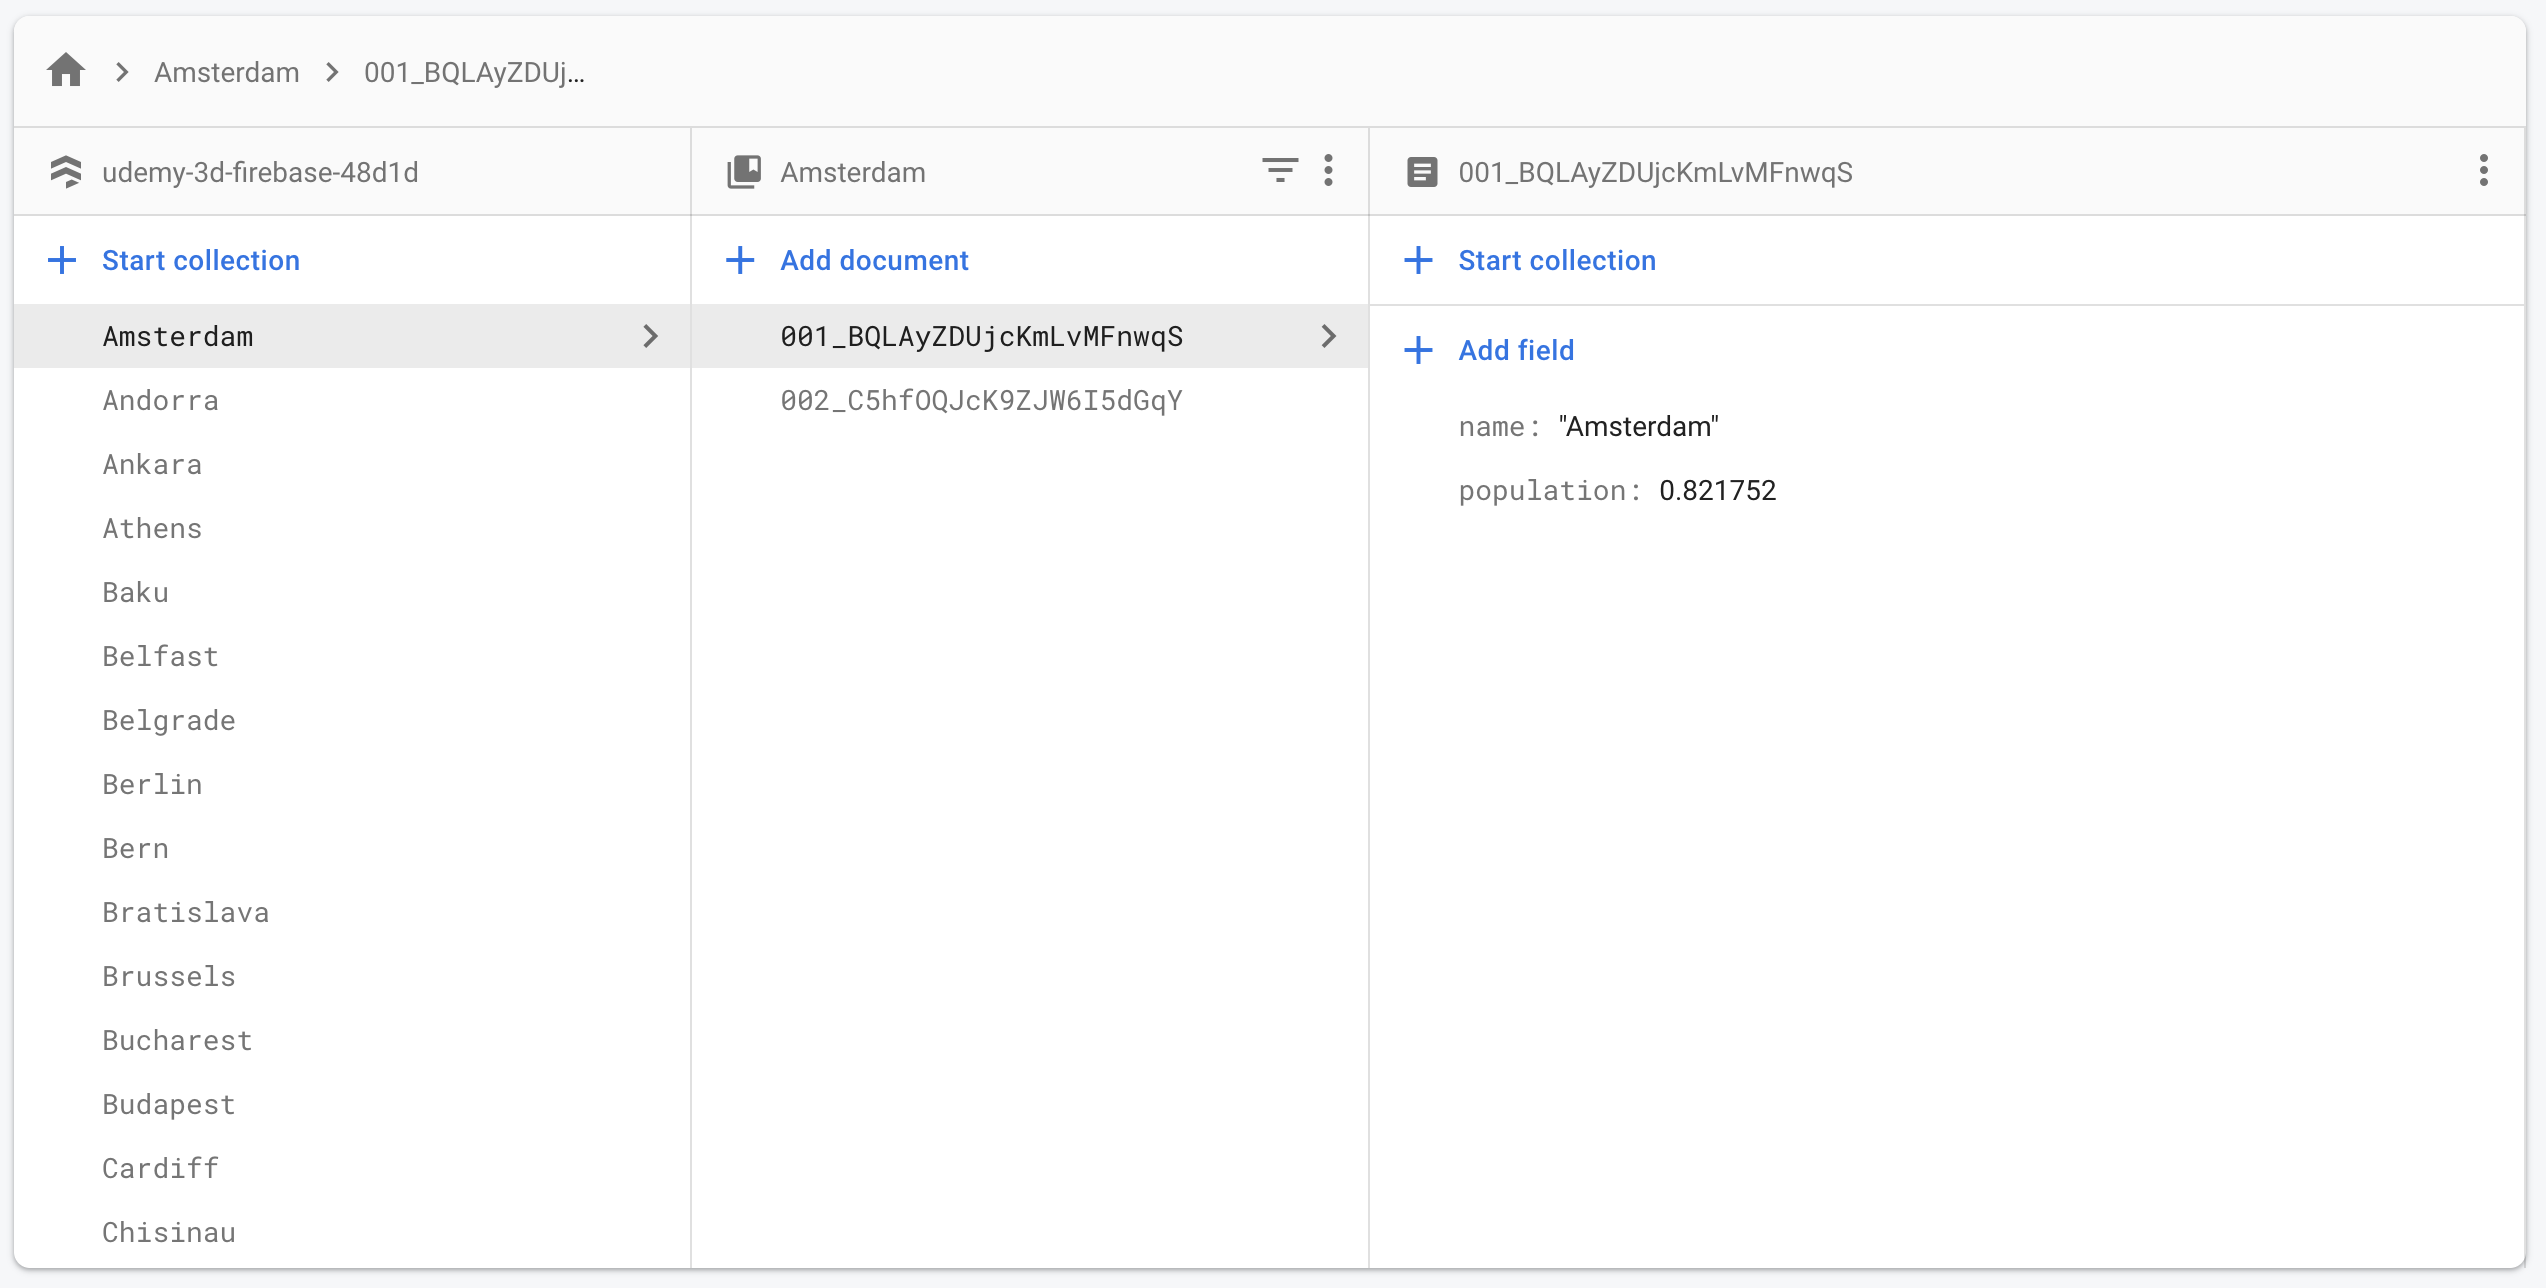 Amsterdam
001_BQLAyZDUj...
udemy-3d-firebase-48d1d
Start collection
Amsterdam
Andorra
Ankara
Athens
Baku
Belfast
Belgrade
Berlin
Bern
Bratislava
Brussels
Bucharest
Budapest
Cardiff
Chisinau
Amsterdam
Add document
001_BQLAyZDUjcKmLvMFnwqS
002_C5hfOQJcK9ZJW6I5dGqY
001_BQLAyZDUjcKmLvMFnwqS
Start collection
Add field
name: "Amsterdam"
population: 0.821752